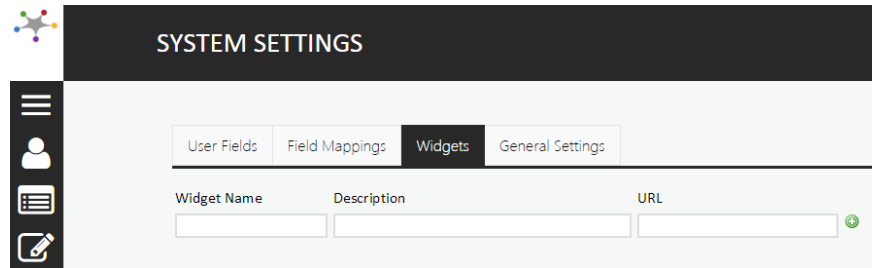 SYSTEM SETTINGS
User Fields Field Mappings Widgets General Settings
Widget Name Description URL